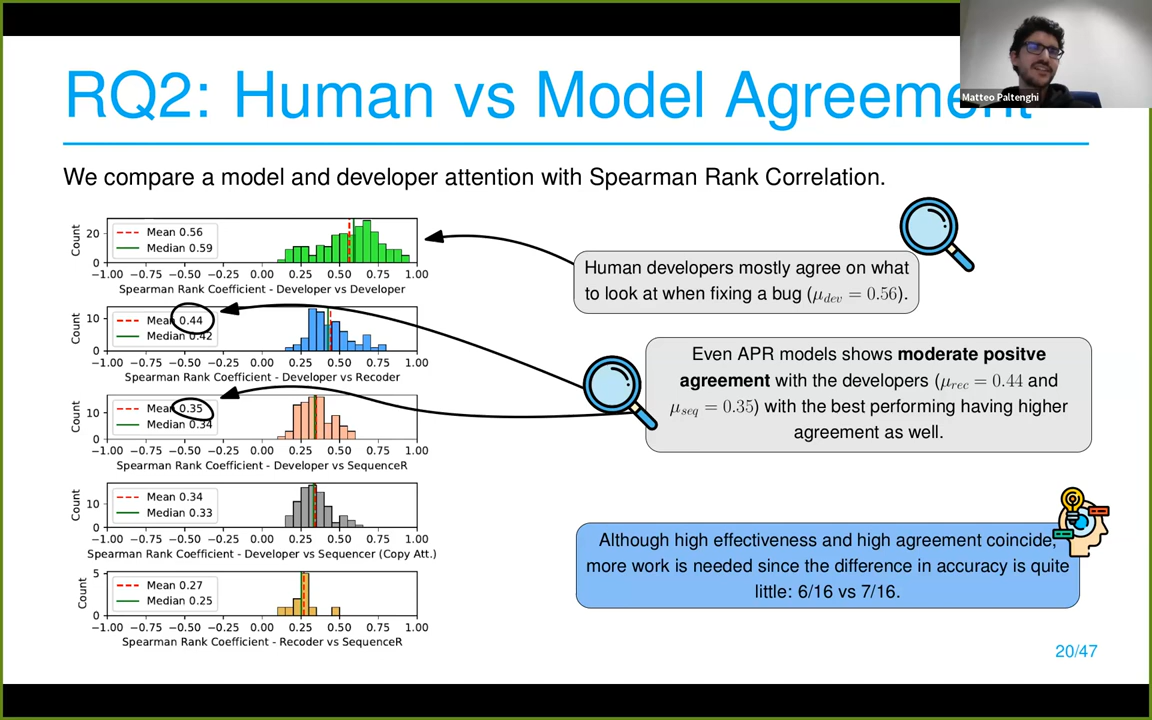 RQ2: Human vs Model Agreement
Matteo Paltenghi
We compare a model and developer attention with Spearman Rank Correlation.
Count
20
0
Mean 0.56
Median 0.59
−1.00 −0.75 −0.50 −0.25 0.00 0.25 0.50 0.75 1.00
Spearman Rank Coefficient - Developer vs Developer
Count
10
0
Mean 0.44
Median 0.42
−1.00 −0.75 −0.50 −0.25 0.00 0.25 0.50 0.75 1.00
Spearman Rank Coefficient - Developer vs Recoder
Count
10
0
Mean 0.35
Median 0.34
−1.00 −0.75 −0.50 −0.25 0.00 0.25 0.50 0.75 1.00
Spearman Rank Coefficient - Developer vs SequenceR
Count
10
0
Mean 0.34
Median 0.33
−1.00 −0.75 −0.50 −0.25 0.00 0.25 0.50 0.75 1.00
Spearman Rank Coefficient - Developer vs Sequencer (Copy Att.)
Count
5
0
Mean 0.27
Median 0.25
−1.00 −0.75 −0.50 −0.25 0.00 0.25 0.50 0.75 1.00
Spearman Rank Coefficient - Recoder vs SequenceR
Human developers mostly agree on what
to look at when fixing a bug (μdev = 0.56).
Even APR models shows moderate positve
agreement with the developers (μrec = 0.44 and
μseq = 0.35) with the best performing having higher
agreement as well.
Although high effectiveness and high agreement coincide,
more work is needed since the difference in accuracy is quite
little: 6/16 vs 7/16.
20/47